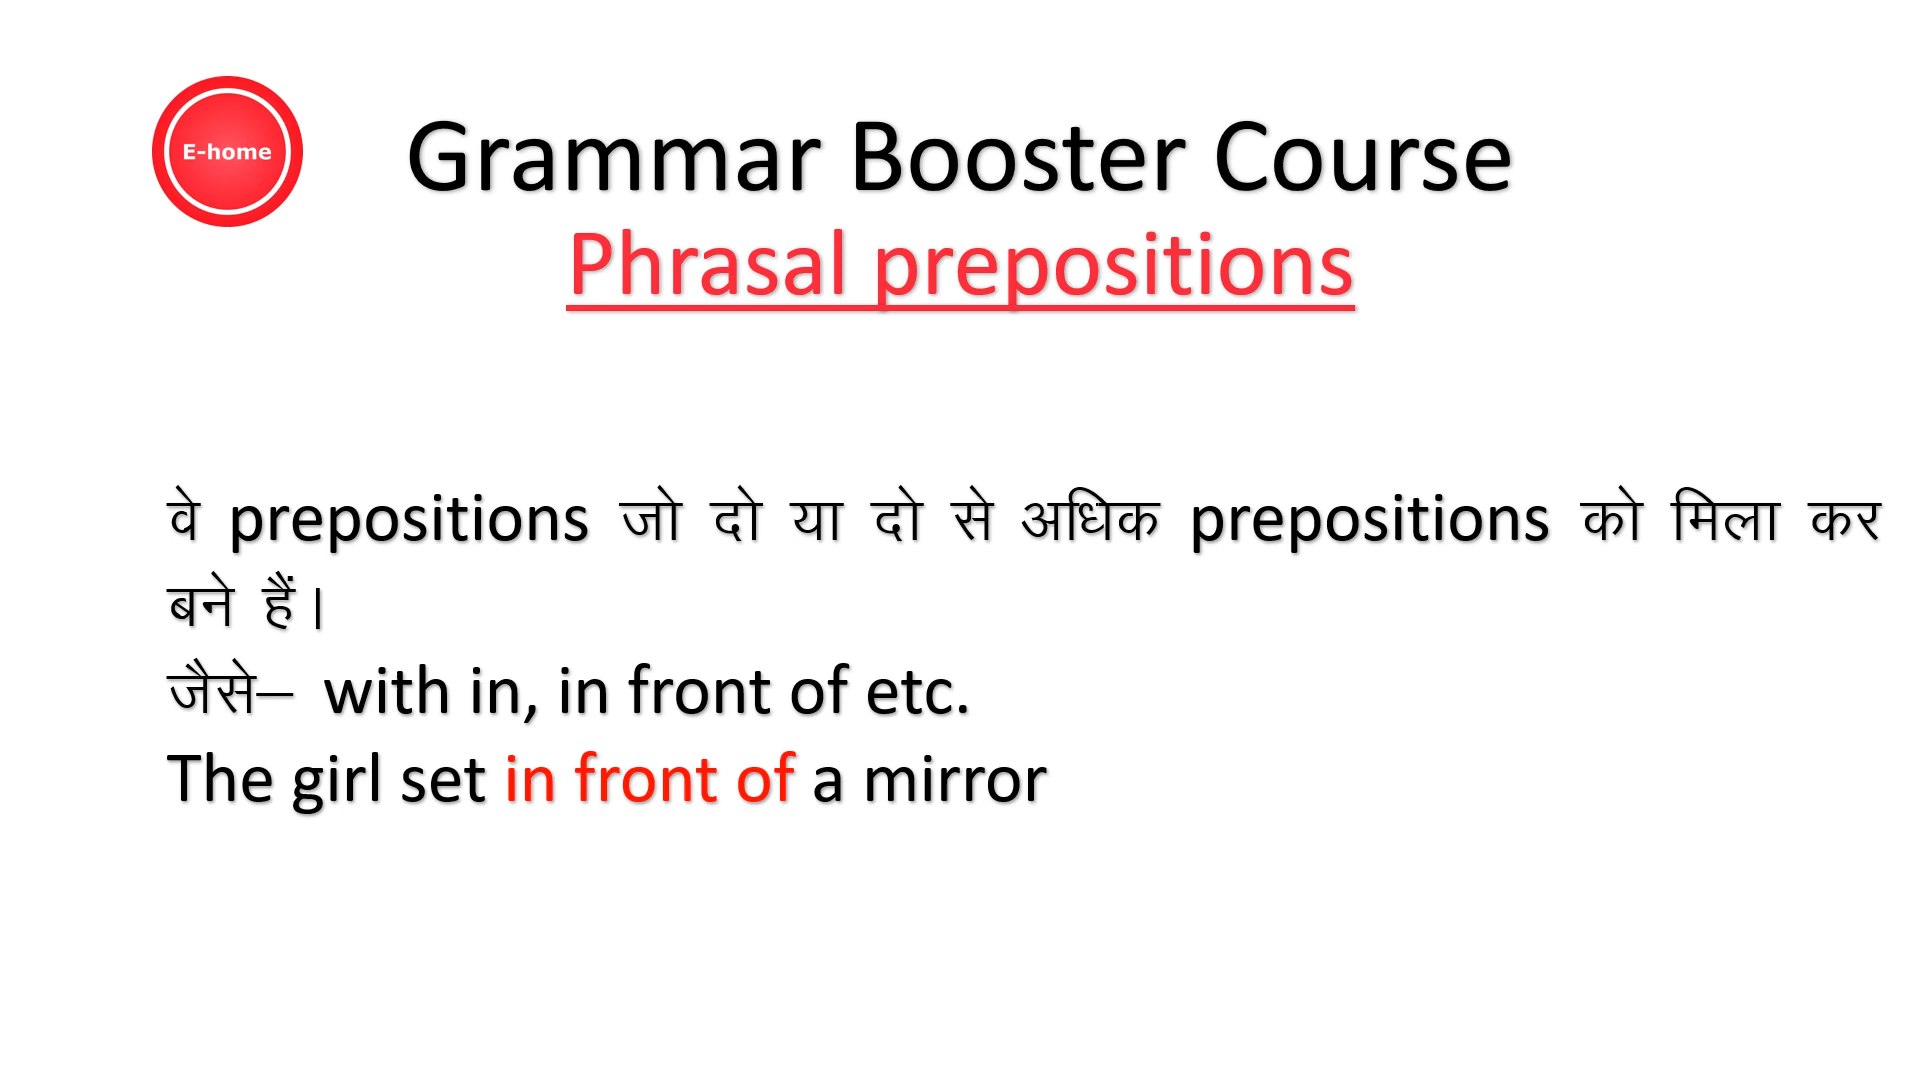 E-home
Grammar Booster Course
Phrasal prepositions
वे prepositions जो दो या दो से अधिक prepositions को मिला कर
बने हैं।
जैसे– with in, in front of etc.
The girl set in front of a mirror